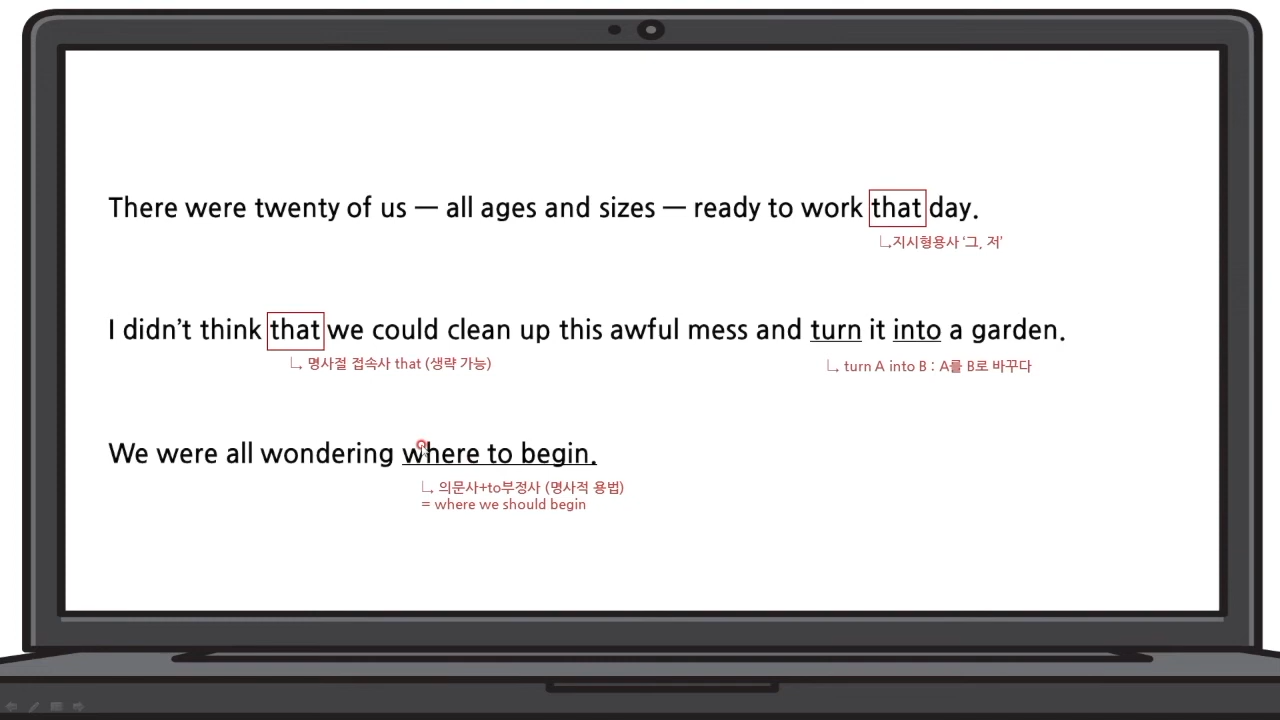 There were twenty of us — all ages and sizes — ready to work that day.
지시형용사 ‘그, 저’
I didn’t think that we could clean up this awful mess and turn it into a garden.
명사절 접속사 that (생략 가능)
turn A into B : A를 B로 바꾸다
We were all wondering where to begin.
의문사+to부정사 (명사적 용법)
= where we should begin